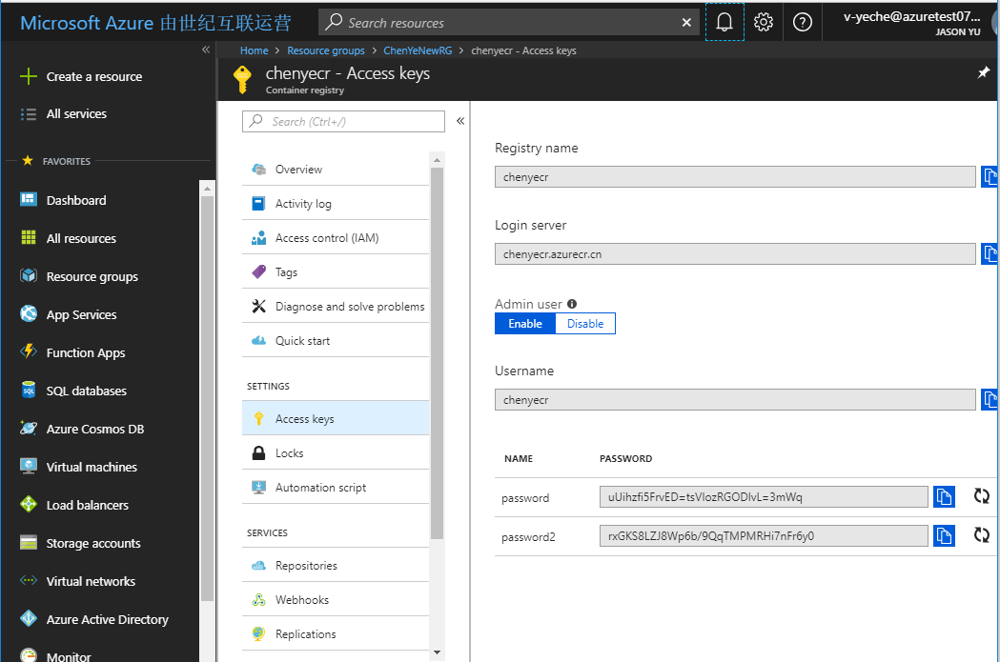 Microsoft Azure 由世纪互联运营
Search resources
v-yeche@azuretest07...
JASON YU
Create a resource
All services
FAVORITES
Dashboard
All resources
Resource groups
App Services
Function Apps
SQL databases
Azure Cosmos DB
Virtual machines
Load balancers
Storage accounts
Virtual networks
Azure Active Directory
Monitor
Home > Resource groups > ChenYeNewRG > chenyecr - Access keys
chenyecr - Access keys
Container registry
Search (Ctrl+/)
Overview
Activity log
Access control (IAM)
Tags
Diagnose and solve problems
Quick start
SETTINGS
Access keys
Locks
Automation script
SERVICES
Repositories
Webhooks
Replications
Registry name
chenyecr
Login server
chenyecr.azurecr.cn
Admin user
Enable Disable
Username
chenyecr
NAME PASSWORD
password uUihzfi5FrvED=tsVlozRGODlvL=3mWq
password2 rxGKS8LZJ8Wp6b/9QqTMPMRHi7nFr6y0